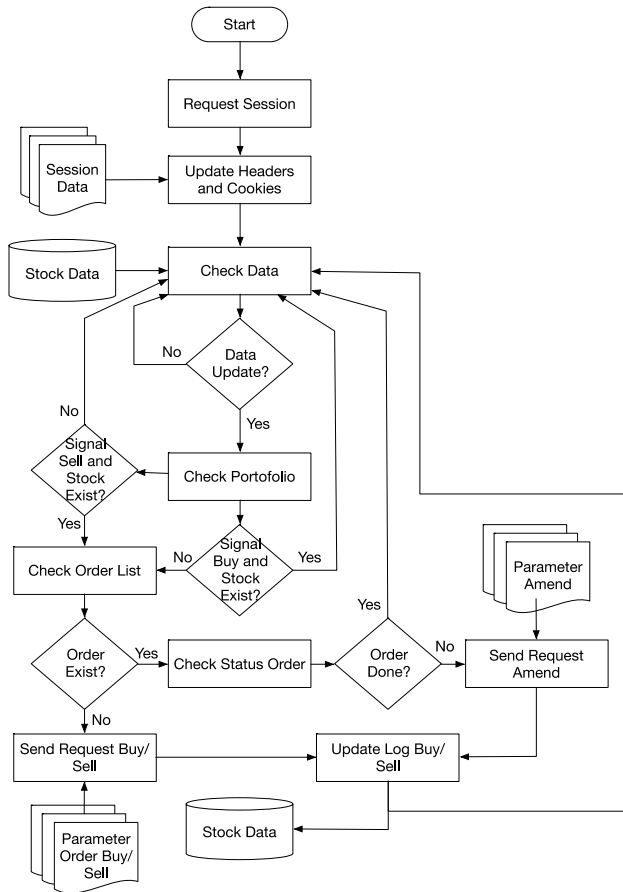 Start
Request Session
Session
Data
Update Headers
and Cookies
Stock Data
Check Data
No
Data
Update?
Yes
No
Signal
Sell and
Stock
Exist?
Yes
Check Portofolio
Signal
Buy and
Stock
Exist?
No
Yes
Check Order List
Parameter
Amend
Order
Exist?
Yes
Check Status Order
Yes
Order
Done?
No
Send Request
Amend
No
Send Request Buy/
Sell
Update Log Buy/
Sell
Parameter
Order Buy/
Sell
Stock Data